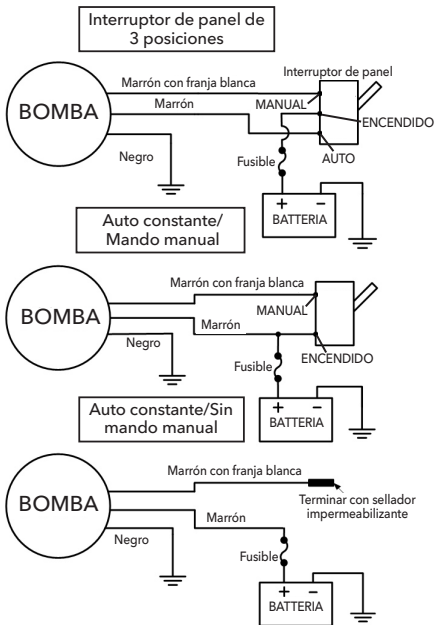 Interruptor de panel de
3 posiciones
Marrón con franja blanca
Interruptor de panel
BOMBA
Marrón
MANUAL
ENCENDIDO
Negro
Fusible
AUTO
+ −
BATTERIA
Auto constante/
Mando manual
Marrón con franja blanca
BOMBA
MANUAL
Marrón
Negro
ENCENDIDO
Fusible
+ −
BATTERIA
Auto constante/Sin
mando manual
Marrón con franja blanca
BOMBA
Terminar con sellador
impermeabilizante
Marrón
Negro
Fusible
+ −
BATTERIA